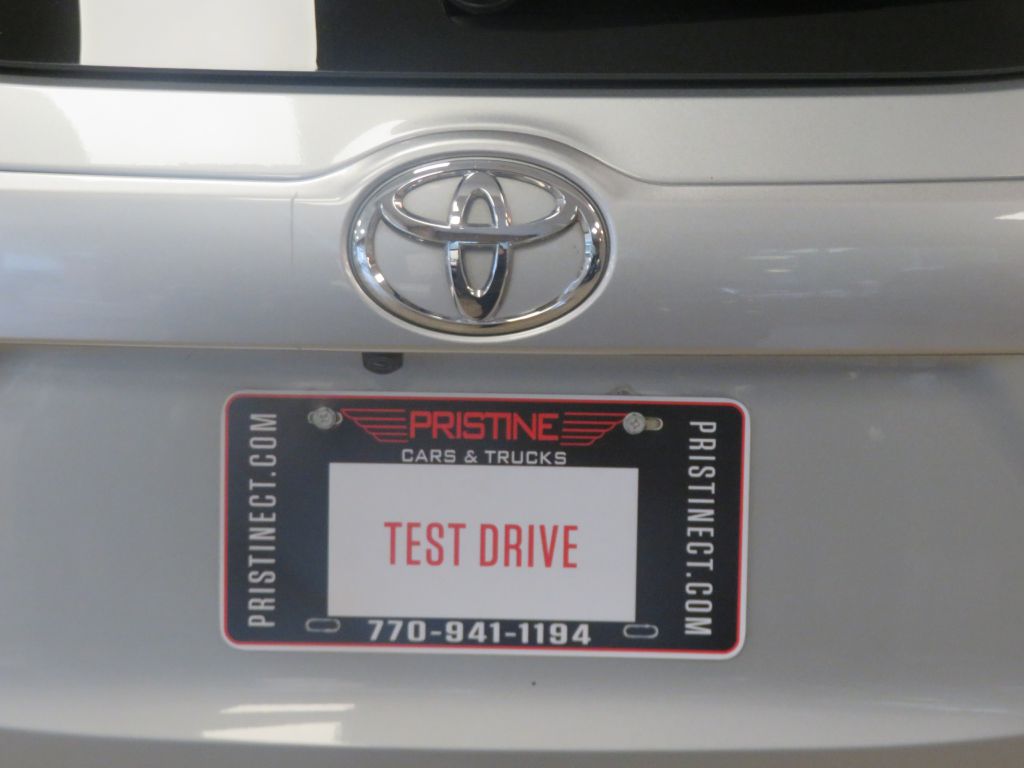 PRISTINE
CARS & TRUCKS
PRISTINECT.COM
TEST DRIVE
PRISTINECT.COM
770-941-1194